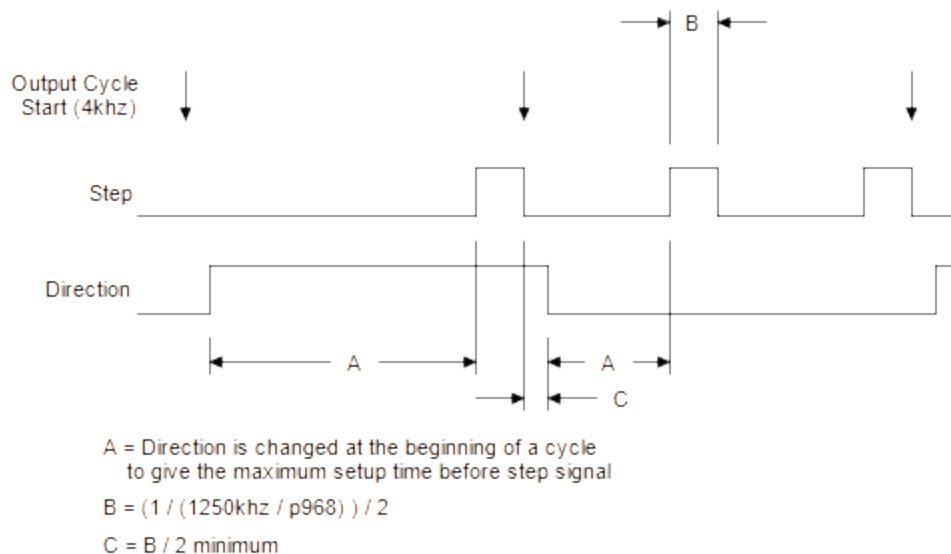 B
Output Cycle
Start (4khz)
Step
Direction
A
A
C
A = Direction is changed at the beginning of a cycle
to give the maximum setup time before step signal
B = (1 / (1250khz / p968) ) / 2
C = B / 2 minimum